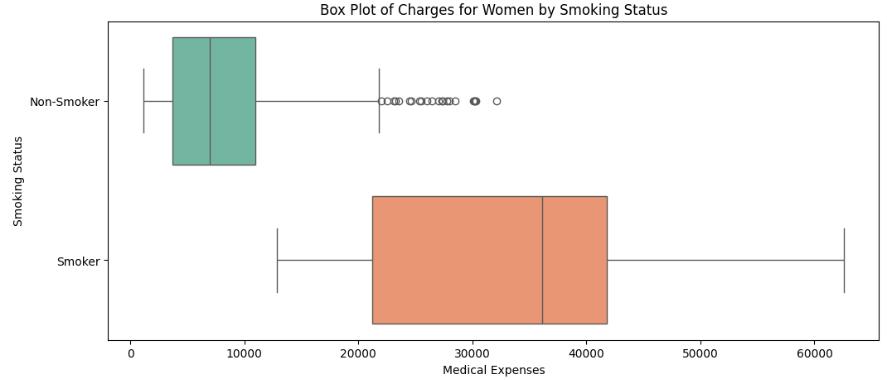 Box Plot of Charges for Women by Smoking Status
Smoking Status
Non-Smoker
Smoker
0 10000 20000 30000 40000 50000 60000
Medical Expenses